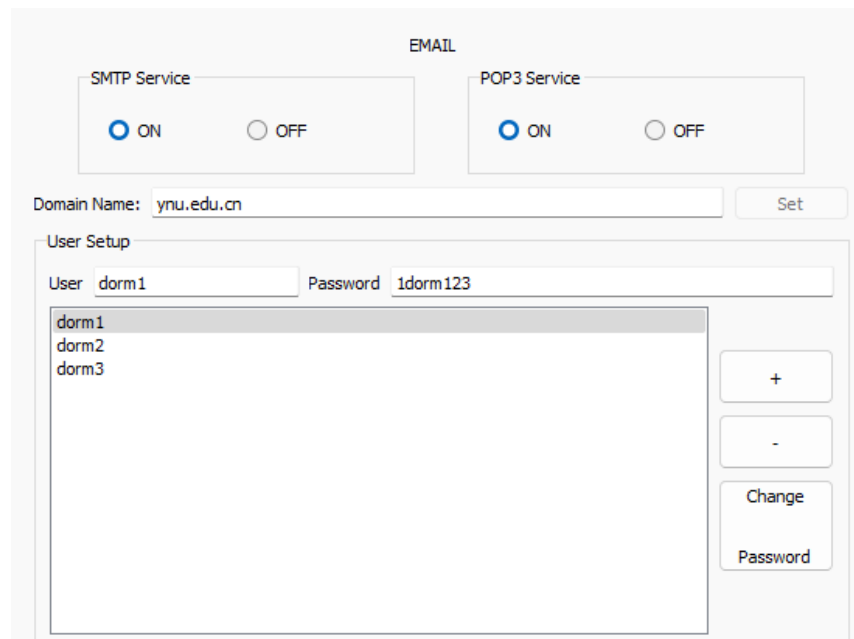 EMAIL
SMTP Service
POP3 Service
ON
OFF
ON
OFF
Domain Name: ynu.edu.cn
Set
User Setup
User dorm1
Password 1dorm123
dorm1
dorm2
dorm3
+
-
Change
Password